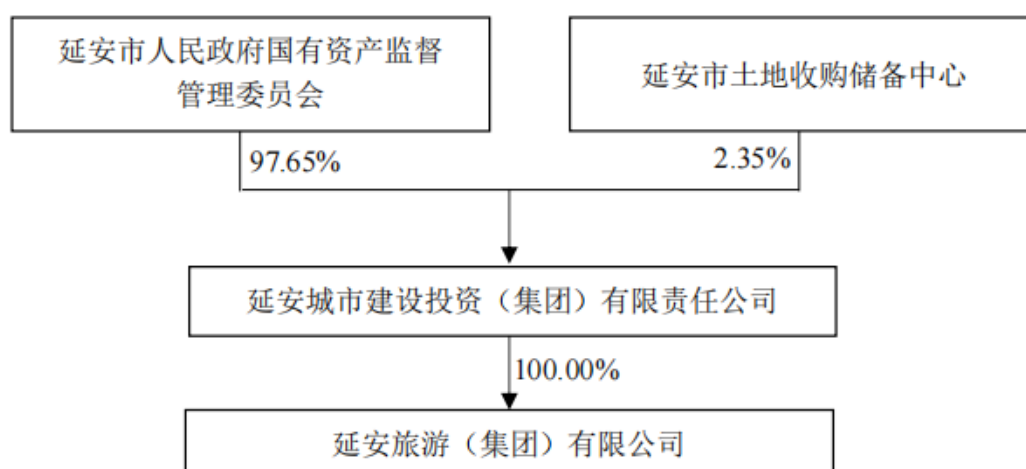 延安市人民政府国有资产监督
管理委员会
延安市土地收购储备中心
97.65%
2.35%
延安城市建设投资（集团）有限责任公司
100.00%
延安旅游（集团）有限公司